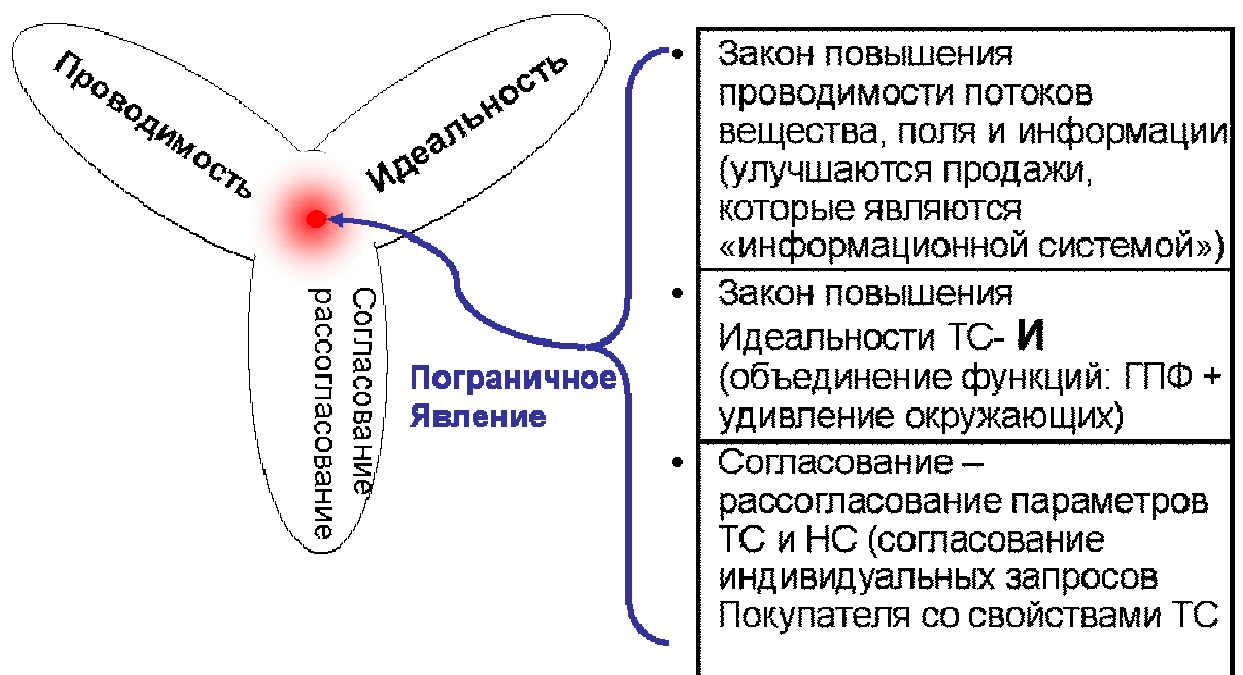 Проводимость
Идеальность
Согласование
рассогласование
Пограничное
Явление
• Закон повышения
проводимости потоков
вещества, поля и информации
(улучшаются продажи,
которые являются
«информационной системой»)
• Закон повышения
Идеальности ТС- И
(объединение функций: ГПФ +
удивление окружающих)
• Согласование –
рассогласование параметров
ТС и НС (согласование
индивидуальных запросов
Покупателя со свойствами ТС